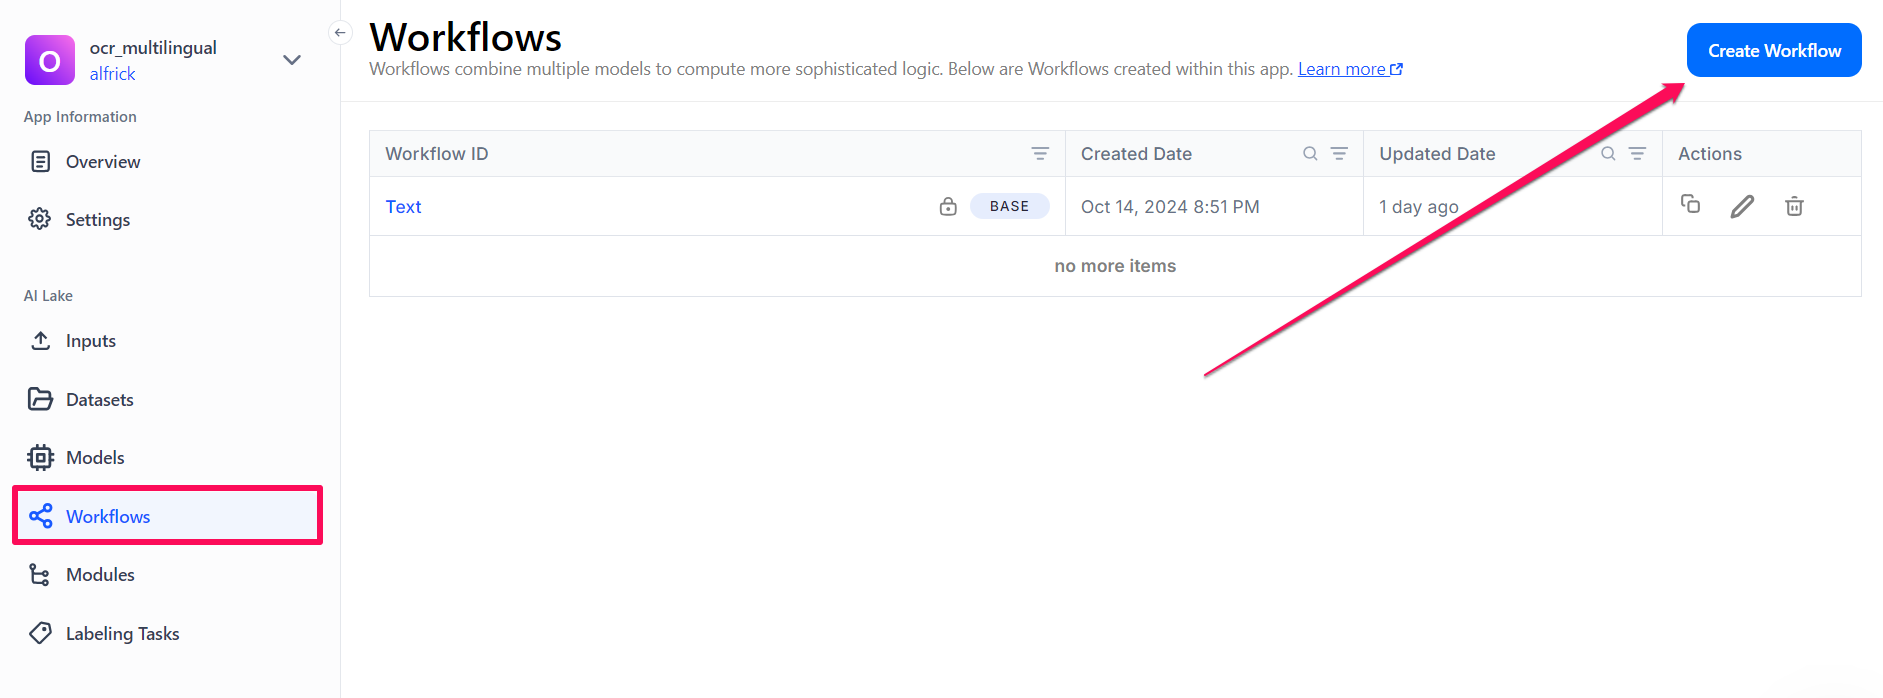 O
ocr_multilingual
alfrick
App Information
Overview
Settings
AI Lake
Inputs
Datasets
Models
Workflows
Modules
Labeling Tasks
Workflows
Workflows combine multiple models to compute more sophisticated logic. Below are Workflows created within this app. Learn more
Create Workflow
Workflow ID Created Date Updated Date Actions
Text BASE Oct 14, 2024 8:51 PM 1 day ago
no more items